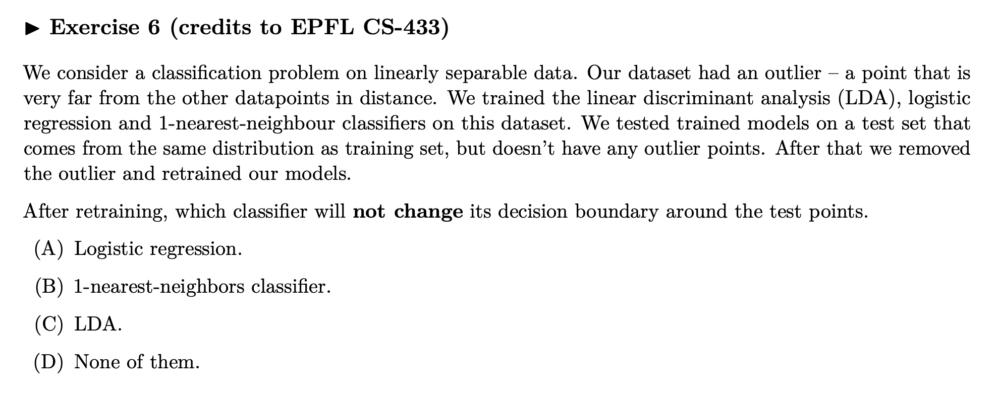 ▶ Exercise 6 (credits to EPFL CS-433)
We consider a classification problem on linearly separable data. Our dataset had an outlier – a point that is
very far from the other datapoints in distance. We trained the linear discriminant analysis (LDA), logistic
regression and 1-nearest-neighbour classifiers on this dataset. We tested trained models on a test set that
comes from the same distribution as training set, but doesn't have any outlier points. After that we removed
the outlier and retrained our models.
After retraining, which classifier will not change its decision boundary around the test points.
(A) Logistic regression.
(B) 1-nearest-neighbors classifier.
(C) LDA.
(D) None of them.